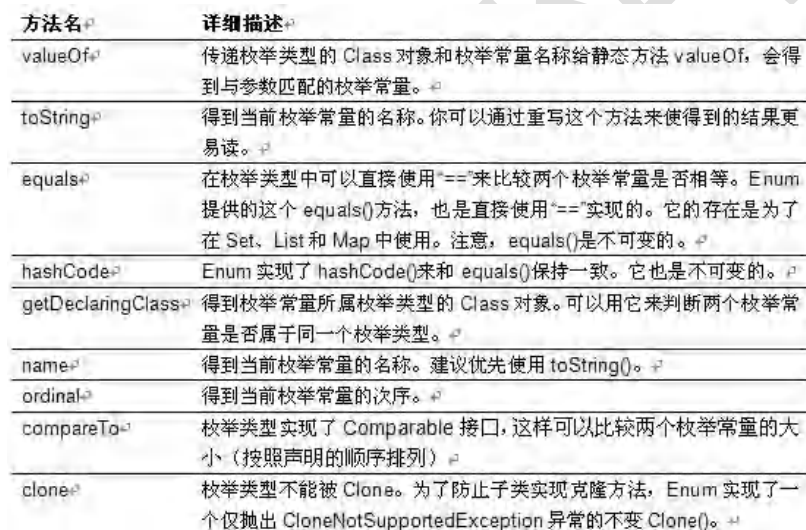 方法名 详细描述
valueOf 传递枚举类型的 Class 对象和枚举常量名称给静态方法 valueOf，会得
到与参数匹配的枚举常量。
toString 得到当前枚举常量的名称。你可以通过重写这个方法来使得到的结果更
易读。
equals 在枚举类型中可以直接使用“==”来比较两个枚举常量是否相等。Enum
提供的这个 equals()方法，也是直接使用“==”实现的。它的存在是为了
在 Set、List 和 Map 中使用。注意，equals()是不可变的。
hashCode Enum 实现了 hashCode()来和 equals()保持一致。它也是不可变的。
getDeclaringClass 得到枚举常量所属枚举类型的 Class 对象。可以用它来判断两个枚举常
量是否属于同一个枚举类型。
name 得到当前枚举常量的名称。建议优先使用 toString()。
ordinal 得到当前枚举常量的次序。
compareTo 枚举类型实现了 Comparable 接口，这样可以比较两个枚举常量的大
小（按照声明的顺序排列）
clone 枚举类型不能被 Clone。为了防止子类实现克隆方法，Enum 实现了一
个仅抛出 CloneNotSupportedException 异常的不变 Clone()。